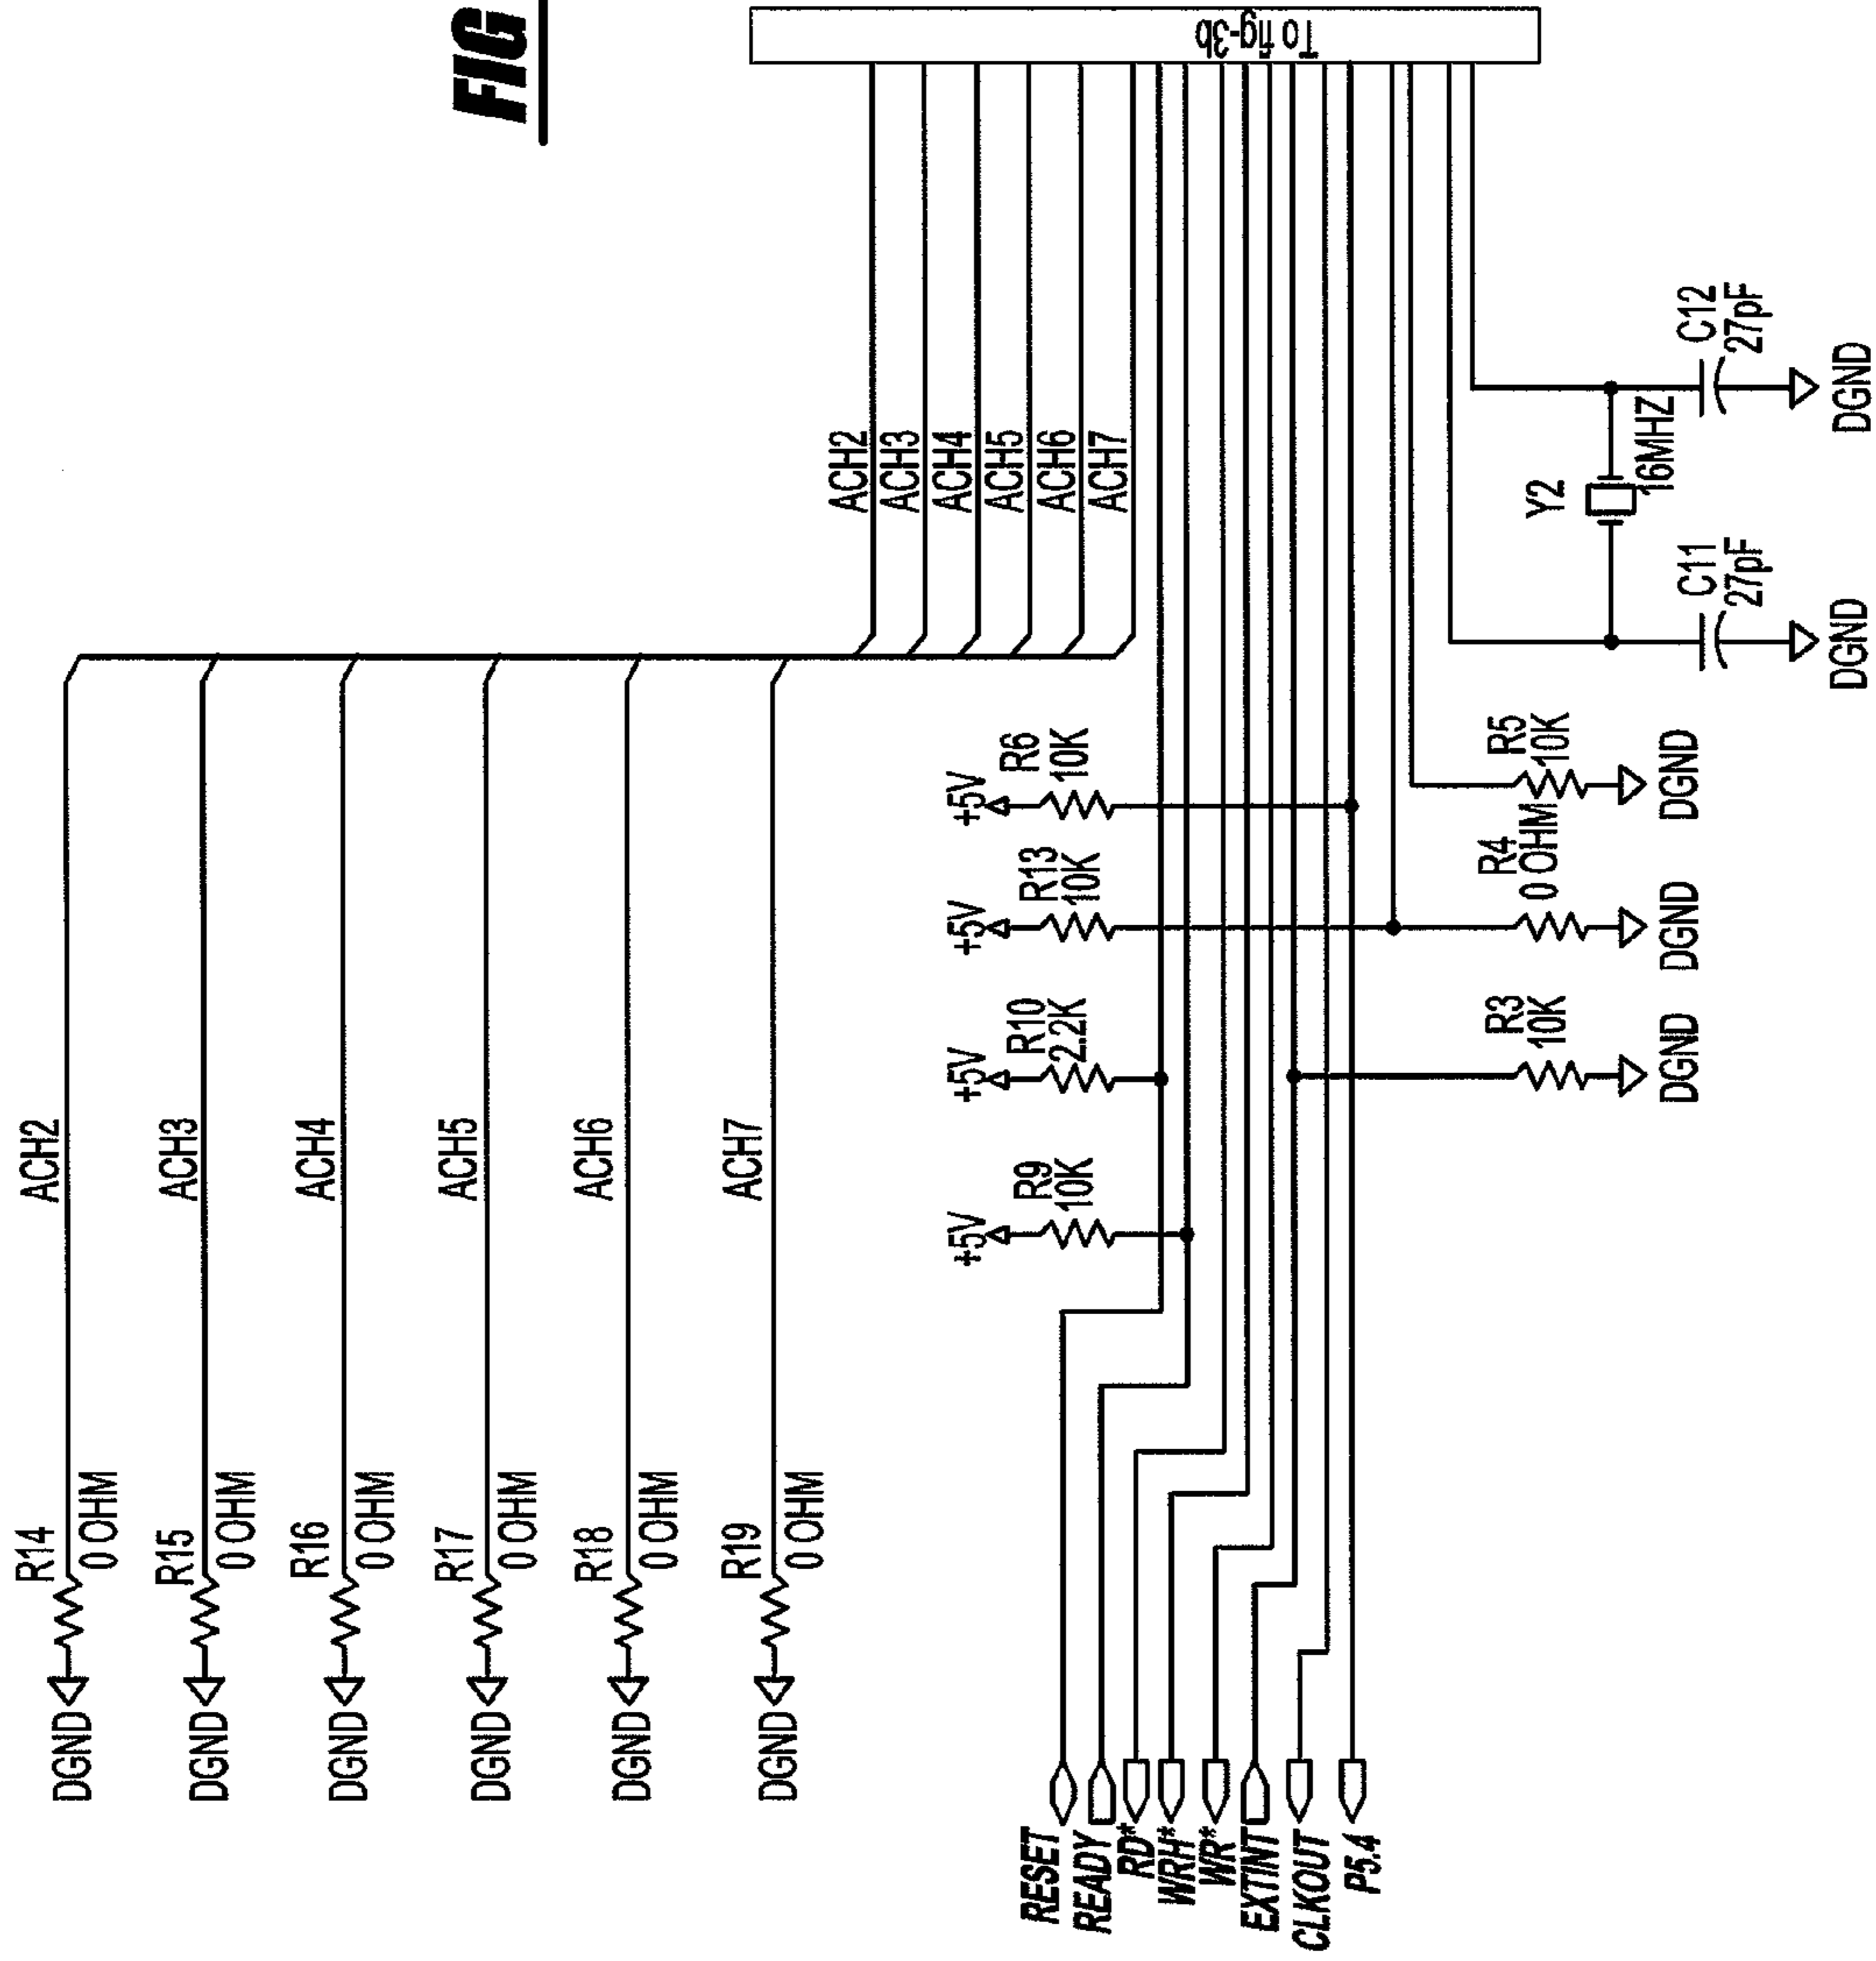 FIG
To fig-3b
ACH2
R14
0 OHM
DGND
ACH3
R15
0 OHM
DGND
ACH4
R16
0 OHM
DGND
ACH5
R17
0 OHM
DGND
ACH6
R18
0 OHM
DGND
ACH7
R19
0 OHM
DGND
ACH2
ACH3
ACH4
ACH5
ACH6
ACH7
+5V
R9
10K
+5V
R10
2.2K
+5V
R13
10K
+5V
R6
10K
RESET
READY
RD*
WRH*
WR*
EXTINT
CLKOUT
P5.4
R3
10K
DGND
R4
0 OHM
DGND
R5
10K
DGND
Y2
16MHZ
C11
27pF
DGND
C12
27pF
DGND